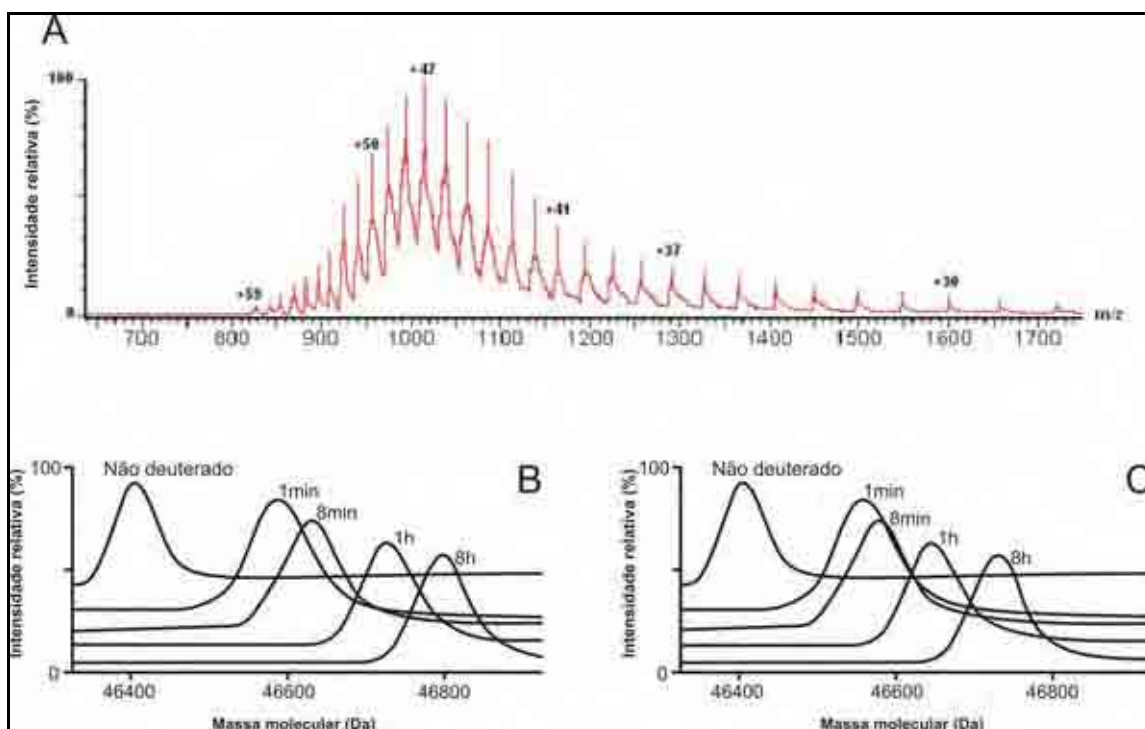 A
Intensidade relativa (%)
100
0
+59
+50
+47
+41
+37
+30
m/z
700 800 900 1000 1100 1200 1300 1400 1500 1600 1700
B
Intensidade relativa (%)
100
0
Não deuterado
1min
8min
1h
8h
46400 46600 46800
Massa molecular (Da)
C
Intensidade relativa (%)
100
0
Não deuterado
1min
8min
1h
8h
46400 46600 46800
Massa molecular (Da)